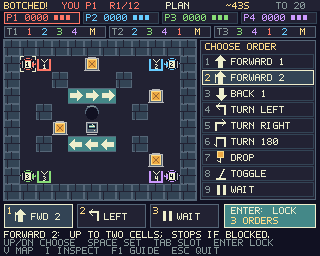 BOTCHED! YOU P1 R1/12 PLAN ~43S TO 20
P1 0000 P2 0000 P3 0000 P4 0000
T1 1 2 3 4 M T2 1 2 3 4 M T3 1 2 3 4 M
CHOOSE ORDER
1 FORWARD 1
2 FORWARD 2
3 BACK 1
4 TURN LEFT
5 TURN RIGHT
6 TURN 180
7 DROP
8 TOGGLE
9 WAIT
1 FWD 2 2 LEFT 3 WAIT ENTER: LOCK
3 ORDERS
FORWARD 2: UP TO TWO CELLS; STOPS IF BLOCKED.
UP/DN CHOOSE SPACE SET TAB SLOT ENTER LOCK
V MAP I INSPECT F1 GUIDE ESC QUIT